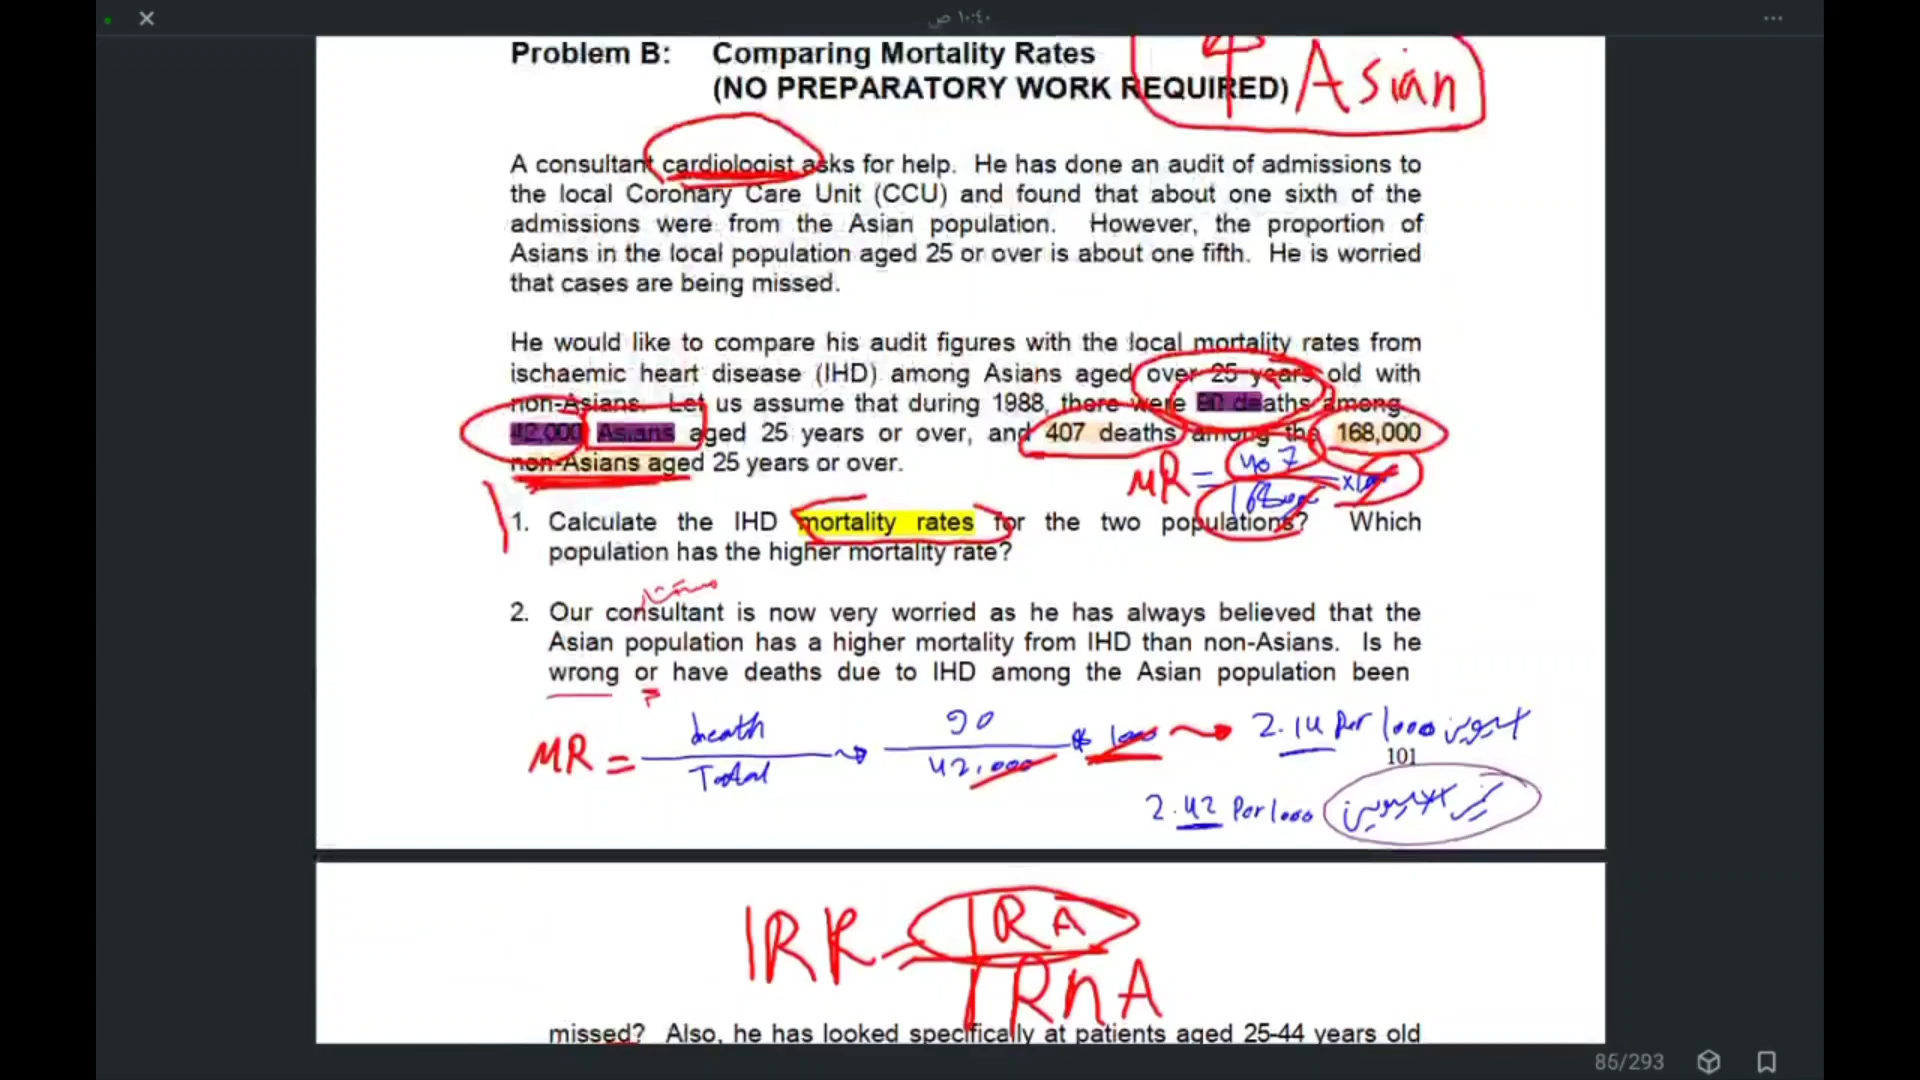 ١٠:٤٠ ص
Problem B: Comparing Mortality Rates
(NO PREPARATORY WORK REQUIRED)
Asian
A consultant cardiologist asks for help. He has done an audit of admissions to
the local Coronary Care Unit (CCU) and found that about one sixth of the
admissions were from the Asian population. However, the proportion of
Asians in the local population aged 25 or over is about one fifth. He is worried
that cases are being missed.
He would like to compare his audit figures with the local mortality rates from
ischaemic heart disease (IHD) among Asians aged over 25 years old with
non-Asians. Let us assume that during 1988, there were 90 deaths among
42,000 Asians aged 25 years or over, and 407 deaths among the 168,000
non-Asians aged 25 years or over.
MR = 407
1. Calculate the IHD mortality rates for the two populations? Which
population has the higher mortality rate?
2. Our consultant is now very worried as he has always believed that the
Asian population has a higher mortality from IHD than non-Asians. Is he
wrong or have deaths due to IHD among the Asian population been
MR = death 90 1000 2.14 Per 1000
Total 42,000
101
2.42 Per 1000
IRR = IRA
IRnA
missed? Also, he has looked specifically at patients aged 25-44 years old
85/293